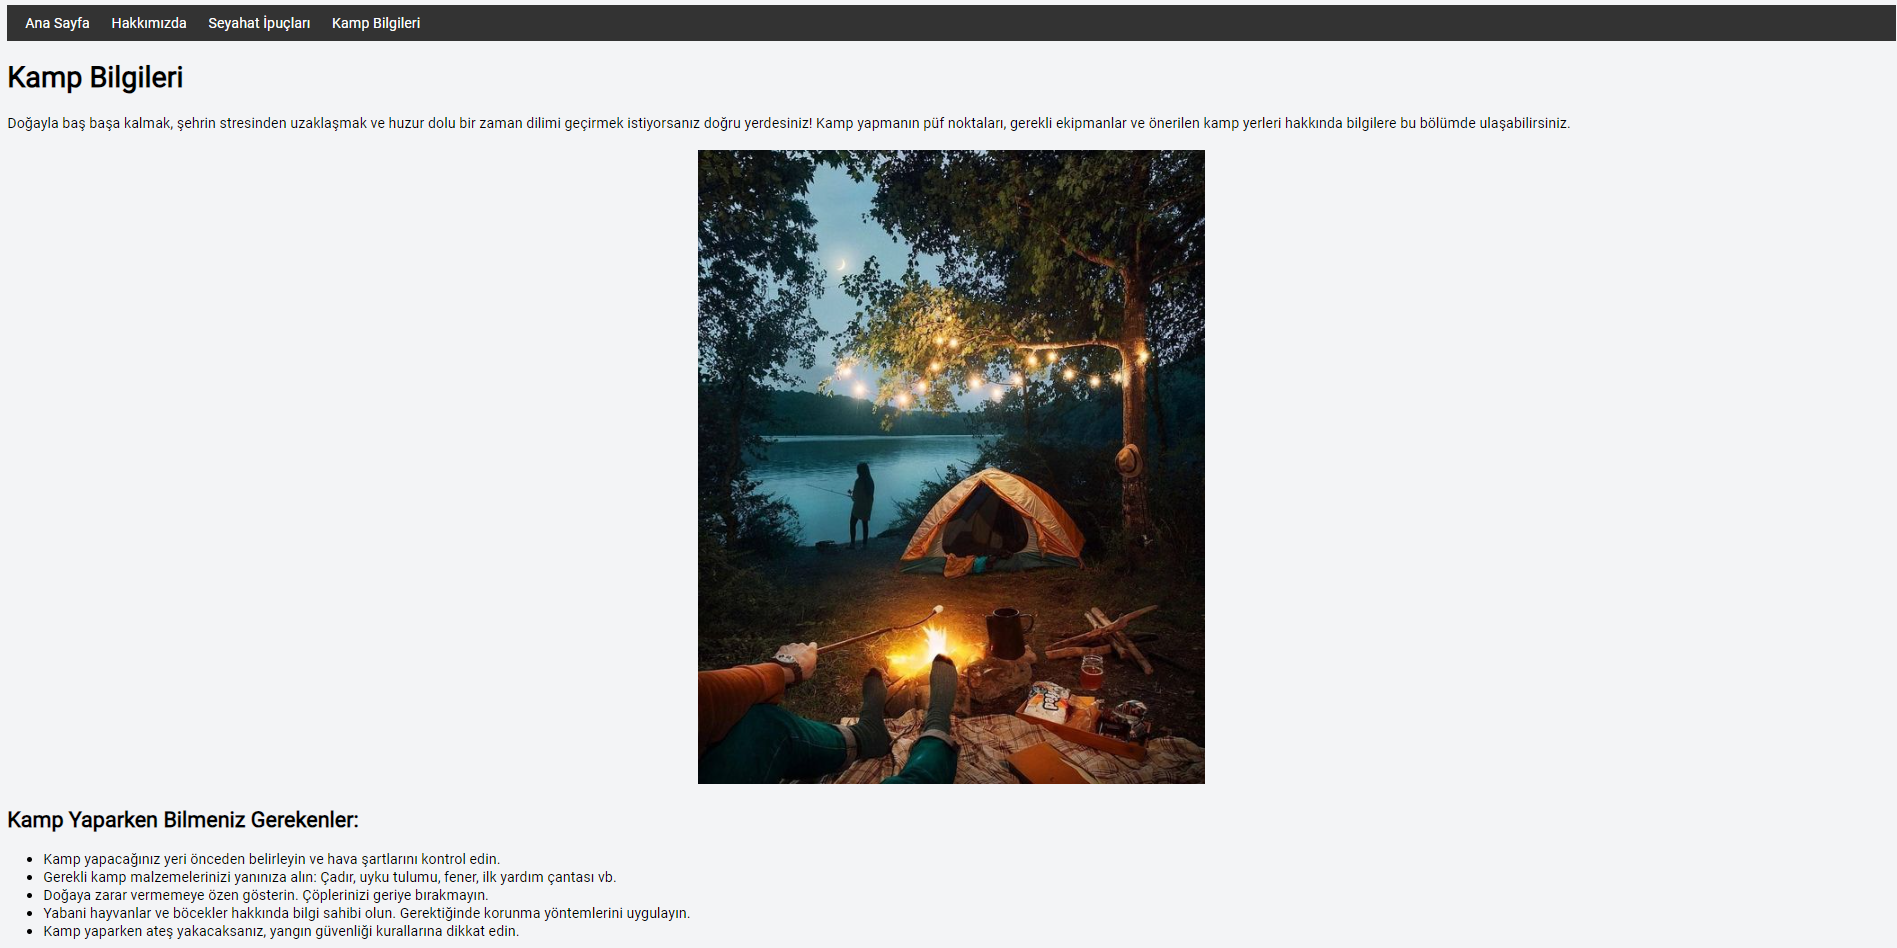 Ana Sayfa Hakkımızda Seyahat İpuçları Kamp Bilgileri
Kamp Bilgileri
Doğayla baş başa kalmak, şehrin stresinden uzaklaşmak ve huzur dolu bir zaman dilimi geçirmek istiyorsanız doğru yerdesiniz! Kamp yapmanın püf noktaları, gerekli ekipmanlar ve önerilen kamp yerleri hakkında bilgilere bu bölümde ulaşabilirsiniz.
Kamp Yaparken Bilmeniz Gerekenler:
• Kamp yapacağınız yeri önceden belirleyin ve hava şartlarını kontrol edin.
• Gerekli kamp malzemelerinizi yanınıza alın: Çadır, uyku tulumu, fener, ilk yardım çantası vb.
• Doğaya zarar vermemeye özen gösterin. Çöplerinizi geriye bırakmayın.
• Yabani hayvanlar ve böcekler hakkında bilgi sahibi olun. Gerektiğinde korunma yöntemlerini uygulayın.
• Kamp yaparken ateş yakacaksanız, yangın güvenliği kurallarına dikkat edin.